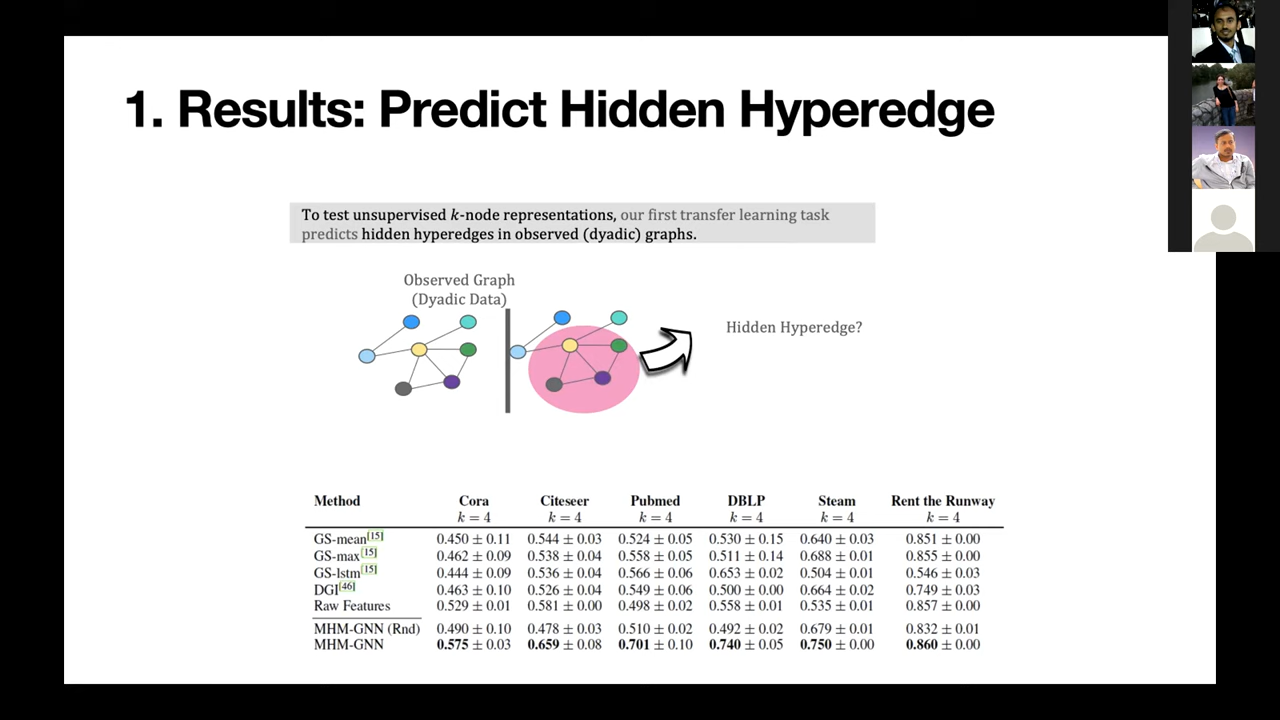 1. Results: Predict Hidden Hyperedge
To test unsupervised k-node representations, our first transfer learning task
predicts hidden hyperedges in observed (dyadic) graphs.
Observed Graph
(Dyadic Data)
Hidden Hyperedge?
Method Cora Citeseer Pubmed DBLP Steam Rent the Runway
k = 4 k = 4 k = 4 k = 4 k = 4 k = 4
GS-mean[15] 0.450 ± 0.11 0.544 ± 0.03 0.524 ± 0.05 0.530 ± 0.15 0.640 ± 0.03 0.851 ± 0.00
GS-max[15] 0.462 ± 0.09 0.538 ± 0.04 0.558 ± 0.05 0.511 ± 0.14 0.688 ± 0.01 0.855 ± 0.00
GS-lstm[15] 0.444 ± 0.09 0.536 ± 0.04 0.566 ± 0.06 0.653 ± 0.02 0.504 ± 0.01 0.546 ± 0.03
DGI[46] 0.463 ± 0.10 0.526 ± 0.04 0.549 ± 0.06 0.500 ± 0.00 0.664 ± 0.02 0.749 ± 0.03
Raw Features 0.529 ± 0.01 0.581 ± 0.00 0.498 ± 0.02 0.558 ± 0.01 0.535 ± 0.01 0.857 ± 0.00
MHM-GNN (Rnd) 0.490 ± 0.10 0.478 ± 0.03 0.510 ± 0.02 0.492 ± 0.02 0.679 ± 0.01 0.832 ± 0.01
MHM-GNN 0.575 ± 0.03 0.659 ± 0.08 0.701 ± 0.10 0.740 ± 0.05 0.750 ± 0.00 0.860 ± 0.00